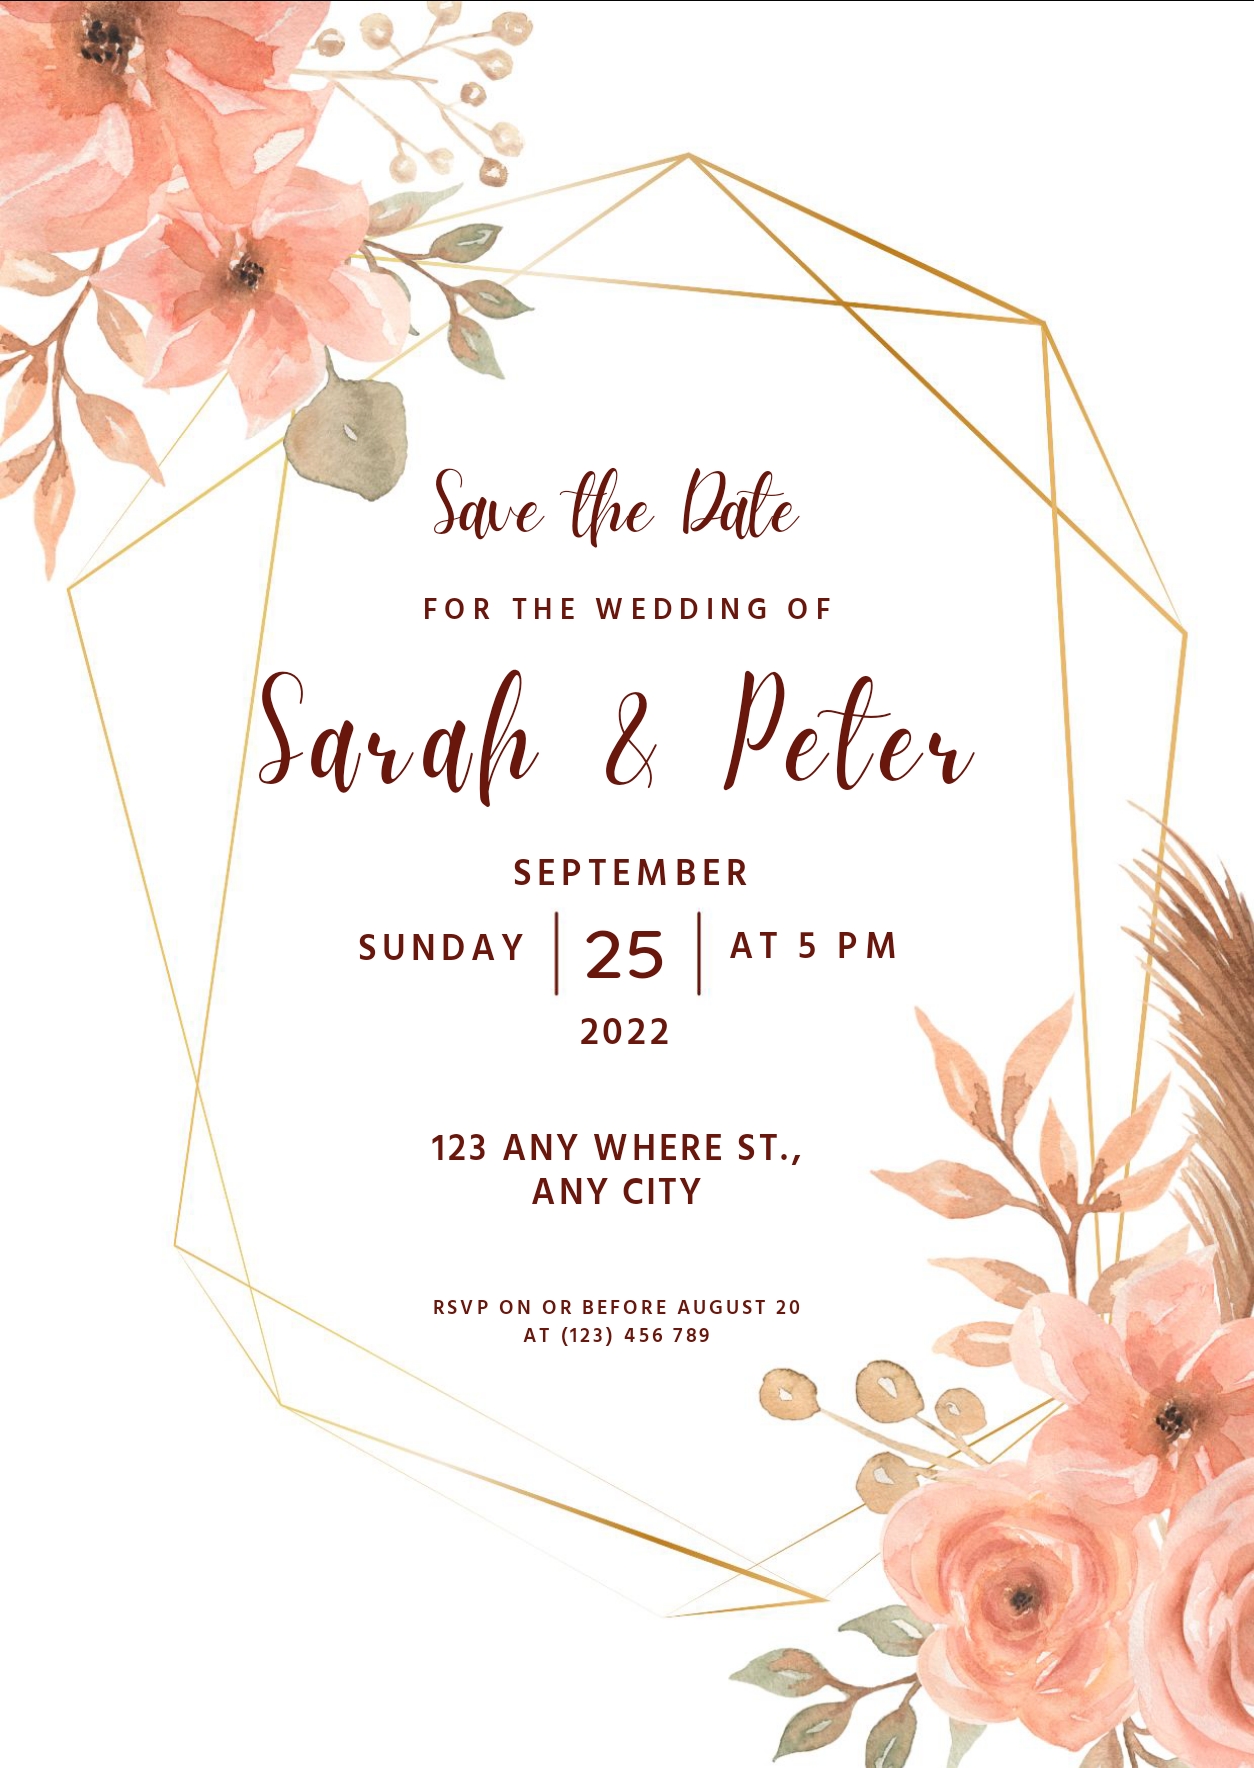 Save the Date
FOR THE WEDDING OF
Sarah & Peter
SEPTEMBER
SUNDAY 25 AT 5 PM
2022
123 ANY WHERE ST.,
ANY CITY
RSVP ON OR BEFORE AUGUST 20
AT (123) 456 789